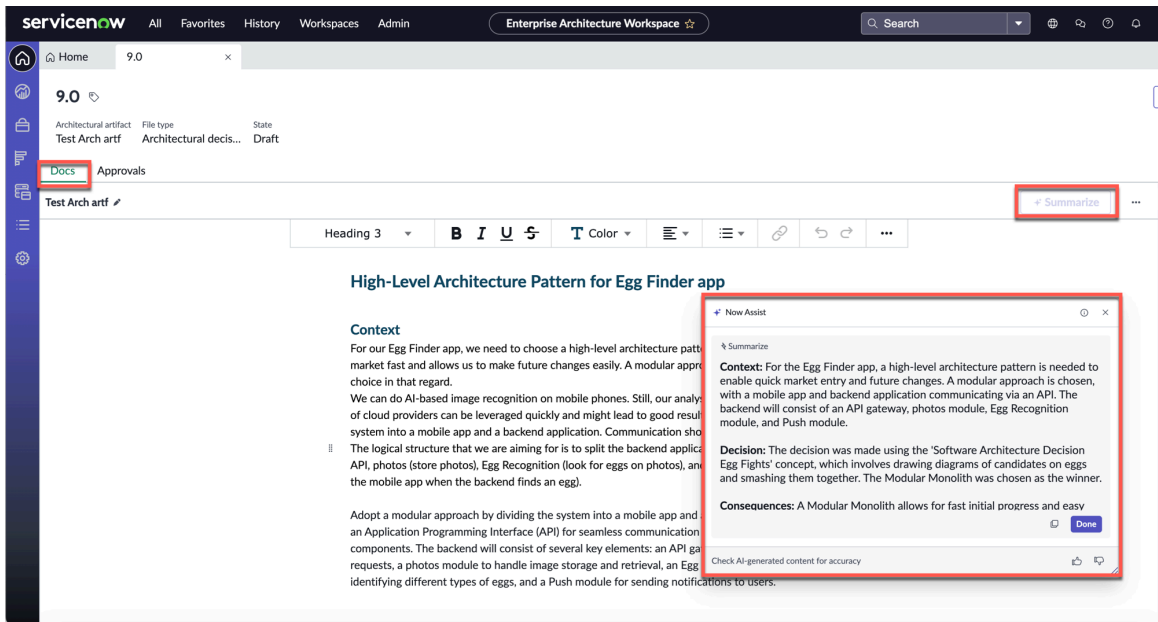 servicenow All Favorites History Workspaces Admin Enterprise Architecture Workspace Search
Home 9.0
9.0
Architectural artifact File type State
Test Arch artf Architectural decis... Draft
Docs Approvals
Test Arch artf Summarize
Heading 3 B I U S T Color
High-Level Architecture Pattern for Egg Finder app
Context
For our Egg Finder app, we need to choose a high-level architecture patt
market fast and allows us to make future changes easily. A modular appr
choice in that regard.
We can do AI-based image recognition on mobile phones. Still, our analys
of cloud providers can be leveraged quickly and might lead to good resul
system into a mobile app and a backend application. Communication sho
The logical structure that we are aiming for is to split the backend applica
API, photos (store photos), Egg Recognition (look for eggs on photos), an
the mobile app when the backend finds an egg).
Adopt a modular approach by dividing the system into a mobile app and
an Application Programming Interface (API) for seamless communication
components. The backend will consist of several key elements: an API ga
requests, a photos module to handle image storage and retrieval, an Egg
identifying different types of eggs, and a Push module for sending notifications to users.
Now Assist
Summarize
Context: For the Egg Finder app, a high-level architecture pattern is needed to
enable quick market entry and future changes. A modular approach is chosen,
with a mobile app and backend application communicating via an API. The
backend will consist of an API gateway, photos module, Egg Recognition
module, and Push module.
Decision: The decision was made using the 'Software Architecture Decision
Egg Fights' concept, which involves drawing diagrams of candidates on eggs
and smashing them together. The Modular Monolith was chosen as the winner.
Consequences: A Modular Monolith allows for fast initial progress and easy
Done
Check AI-generated content for accuracy